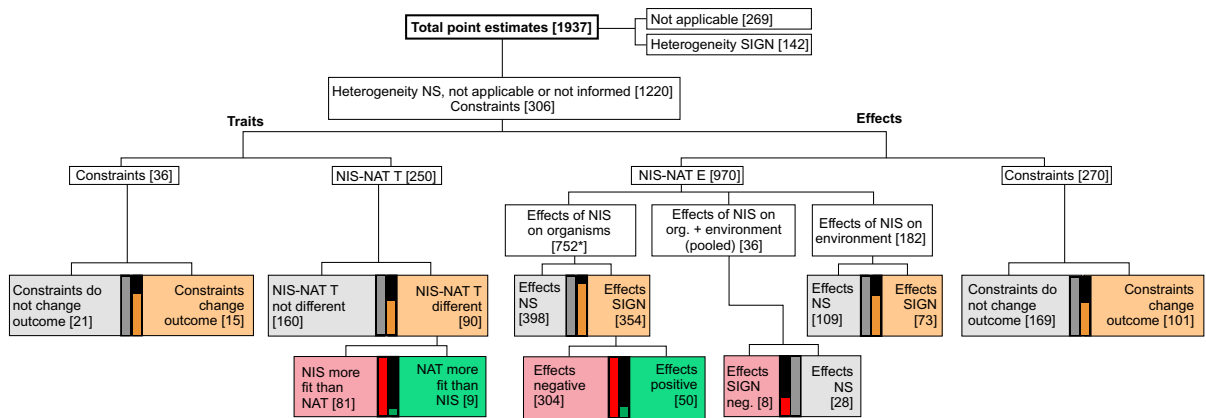 Total point estimates [1937]
Not applicable [269]
Heterogeneity SIGN [142]
Heterogeneity NS, not applicable or not informed [1220]
Constraints [306]
Traits
Effects
Constraints [36]
NIS-NAT T [250]
NIS-NAT E [970]
Constraints [270]
Effects of NIS
on organisms
[752*]
Effects of NIS on
org. + environment
(pooled) [36]
Effects of NIS on
environment [182]
Constraints do
not change
outcome [21]
Constraints
change
outcome [15]
NIS-NAT T
not different
[160]
NIS-NAT T
different
[90]
Effects
NS
[398]
Effects
SIGN
[354]
Effects
NS
[109]
Effects
SIGN
[73]
Constraints do
not change
outcome [169]
Constraints
change
outcome [101]
NIS more
fit than
NAT [81]
NAT more
fit than
NIS [9]
Effects
negative
[304]
Effects
positive
[50]
Effects
SIGN
neg. [8]
Effects
NS
[28]